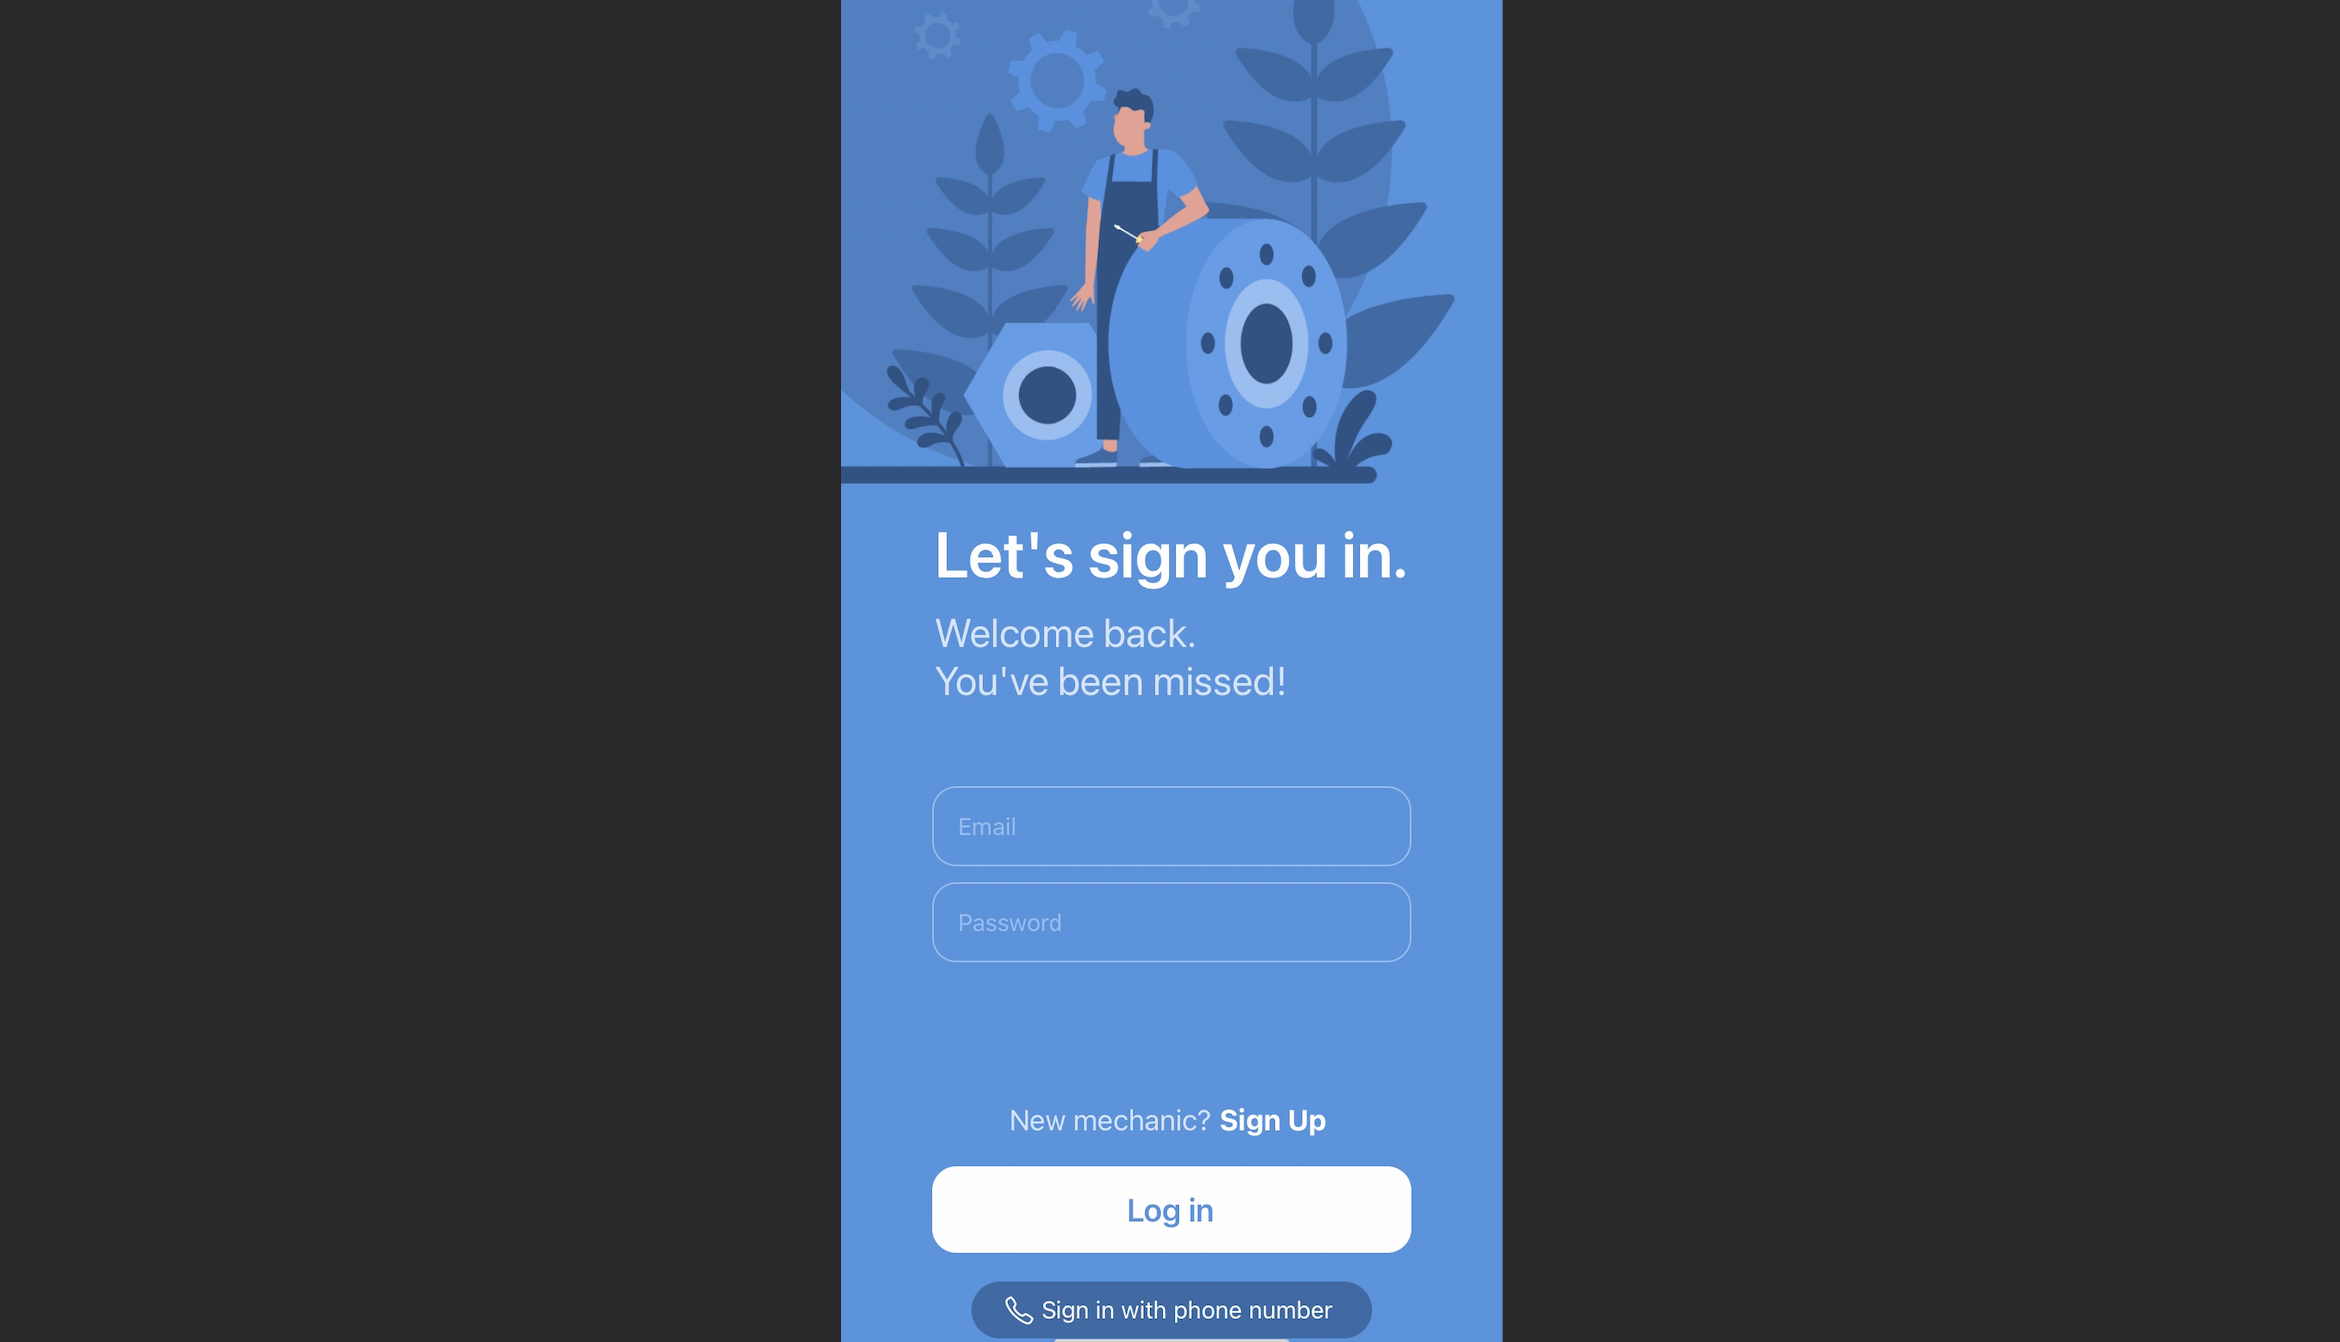 Let's sign you in.
Welcome back.
You've been missed!
Email
Password
New mechanic? Sign Up
Log in
Sign in with phone number